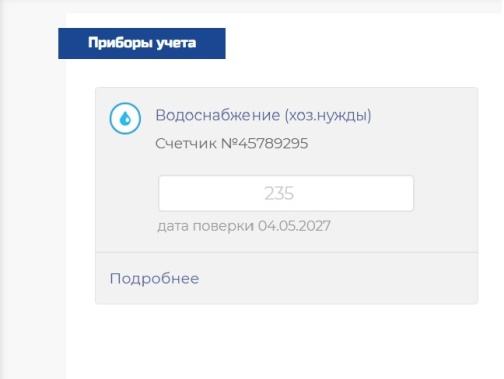 Приборы учета
Водоснабжение (хоз.нужды)
Счетчик №45789295
235
дата поверки 04.05.2027
Подробнее